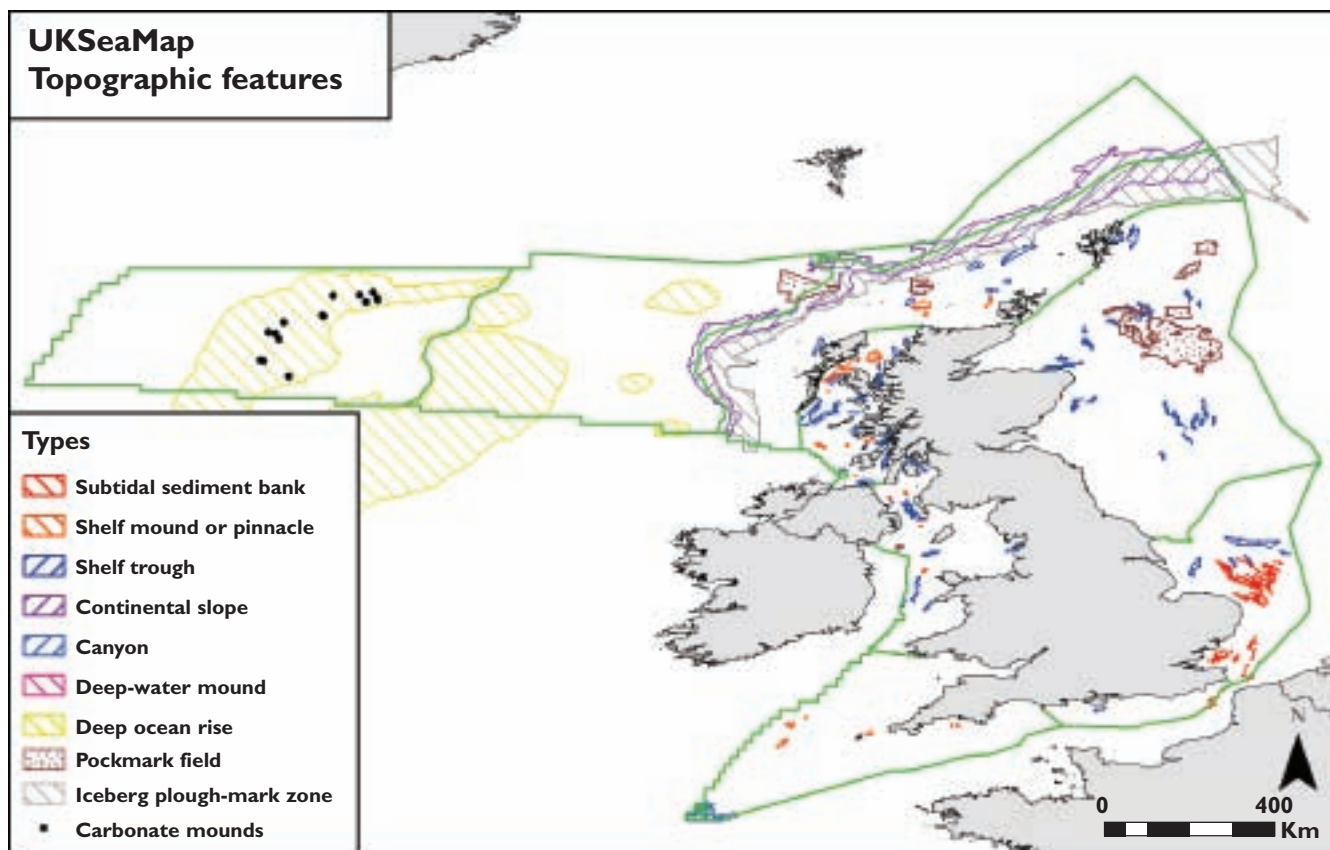 UKSeaMap
Topographic features
Types
Subtidal sediment bank
Shelf mound or pinnacle
Shelf trough
Continental slope
Canyon
Deep-water mound
Deep ocean rise
Pockmark field
Iceberg plough-mark zone
Carbonate mounds
N
0 400
Km